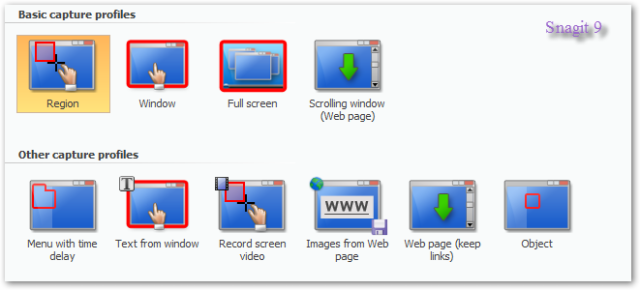 Basic capture profiles
Snagit 9
Region
Window
Full screen
Scrolling window
(Web page)
Other capture profiles
T
WWW
Menu with time
delay
Text from window
Record screen
video
Images from Web
page
Web page (keep
links)
Object